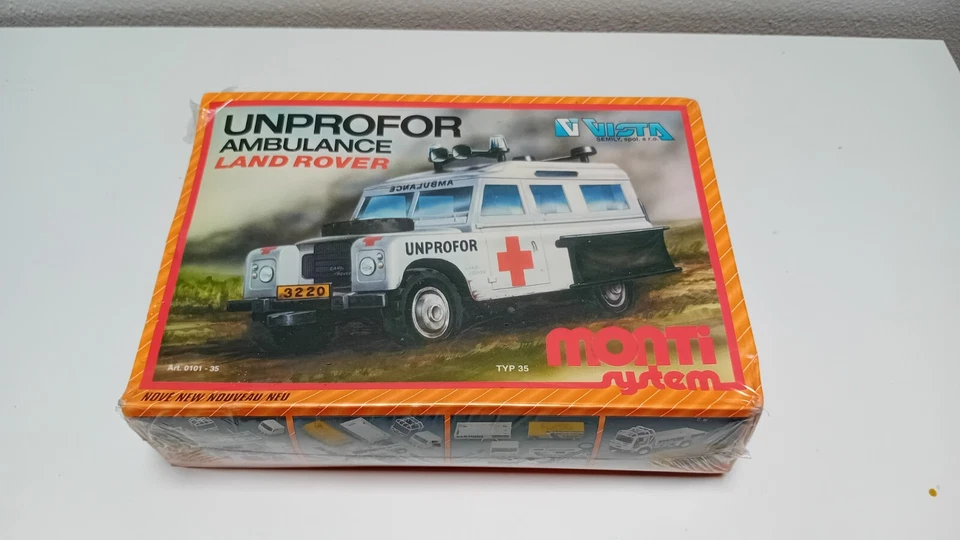 UNPROFOR
AMBULANCE
LAND ROVER
V VISTA
SEMILY, spol. s r.o.
AMBULANCE
UNPROFOR
3220
Art. 0101 - 35
TYP 35
MONTI
system
NOVÉ/NEW/NOUVEAU/NEU